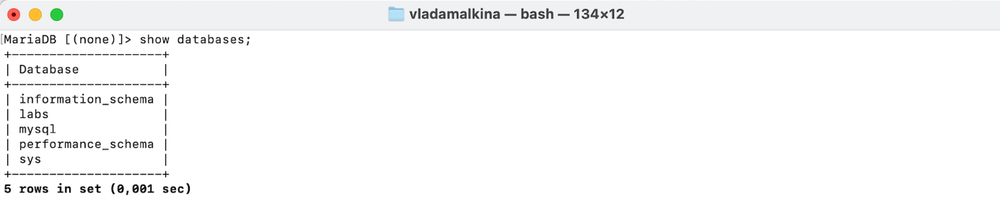 vladamalkina — bash — 134×12
MariaDB [(none)]> show databases;
+--------------------+
| Database           |
+--------------------+
| information_schema |
| labs               |
| mysql              |
| performance_schema |
| sys                |
+--------------------+
5 rows in set (0,001 sec)